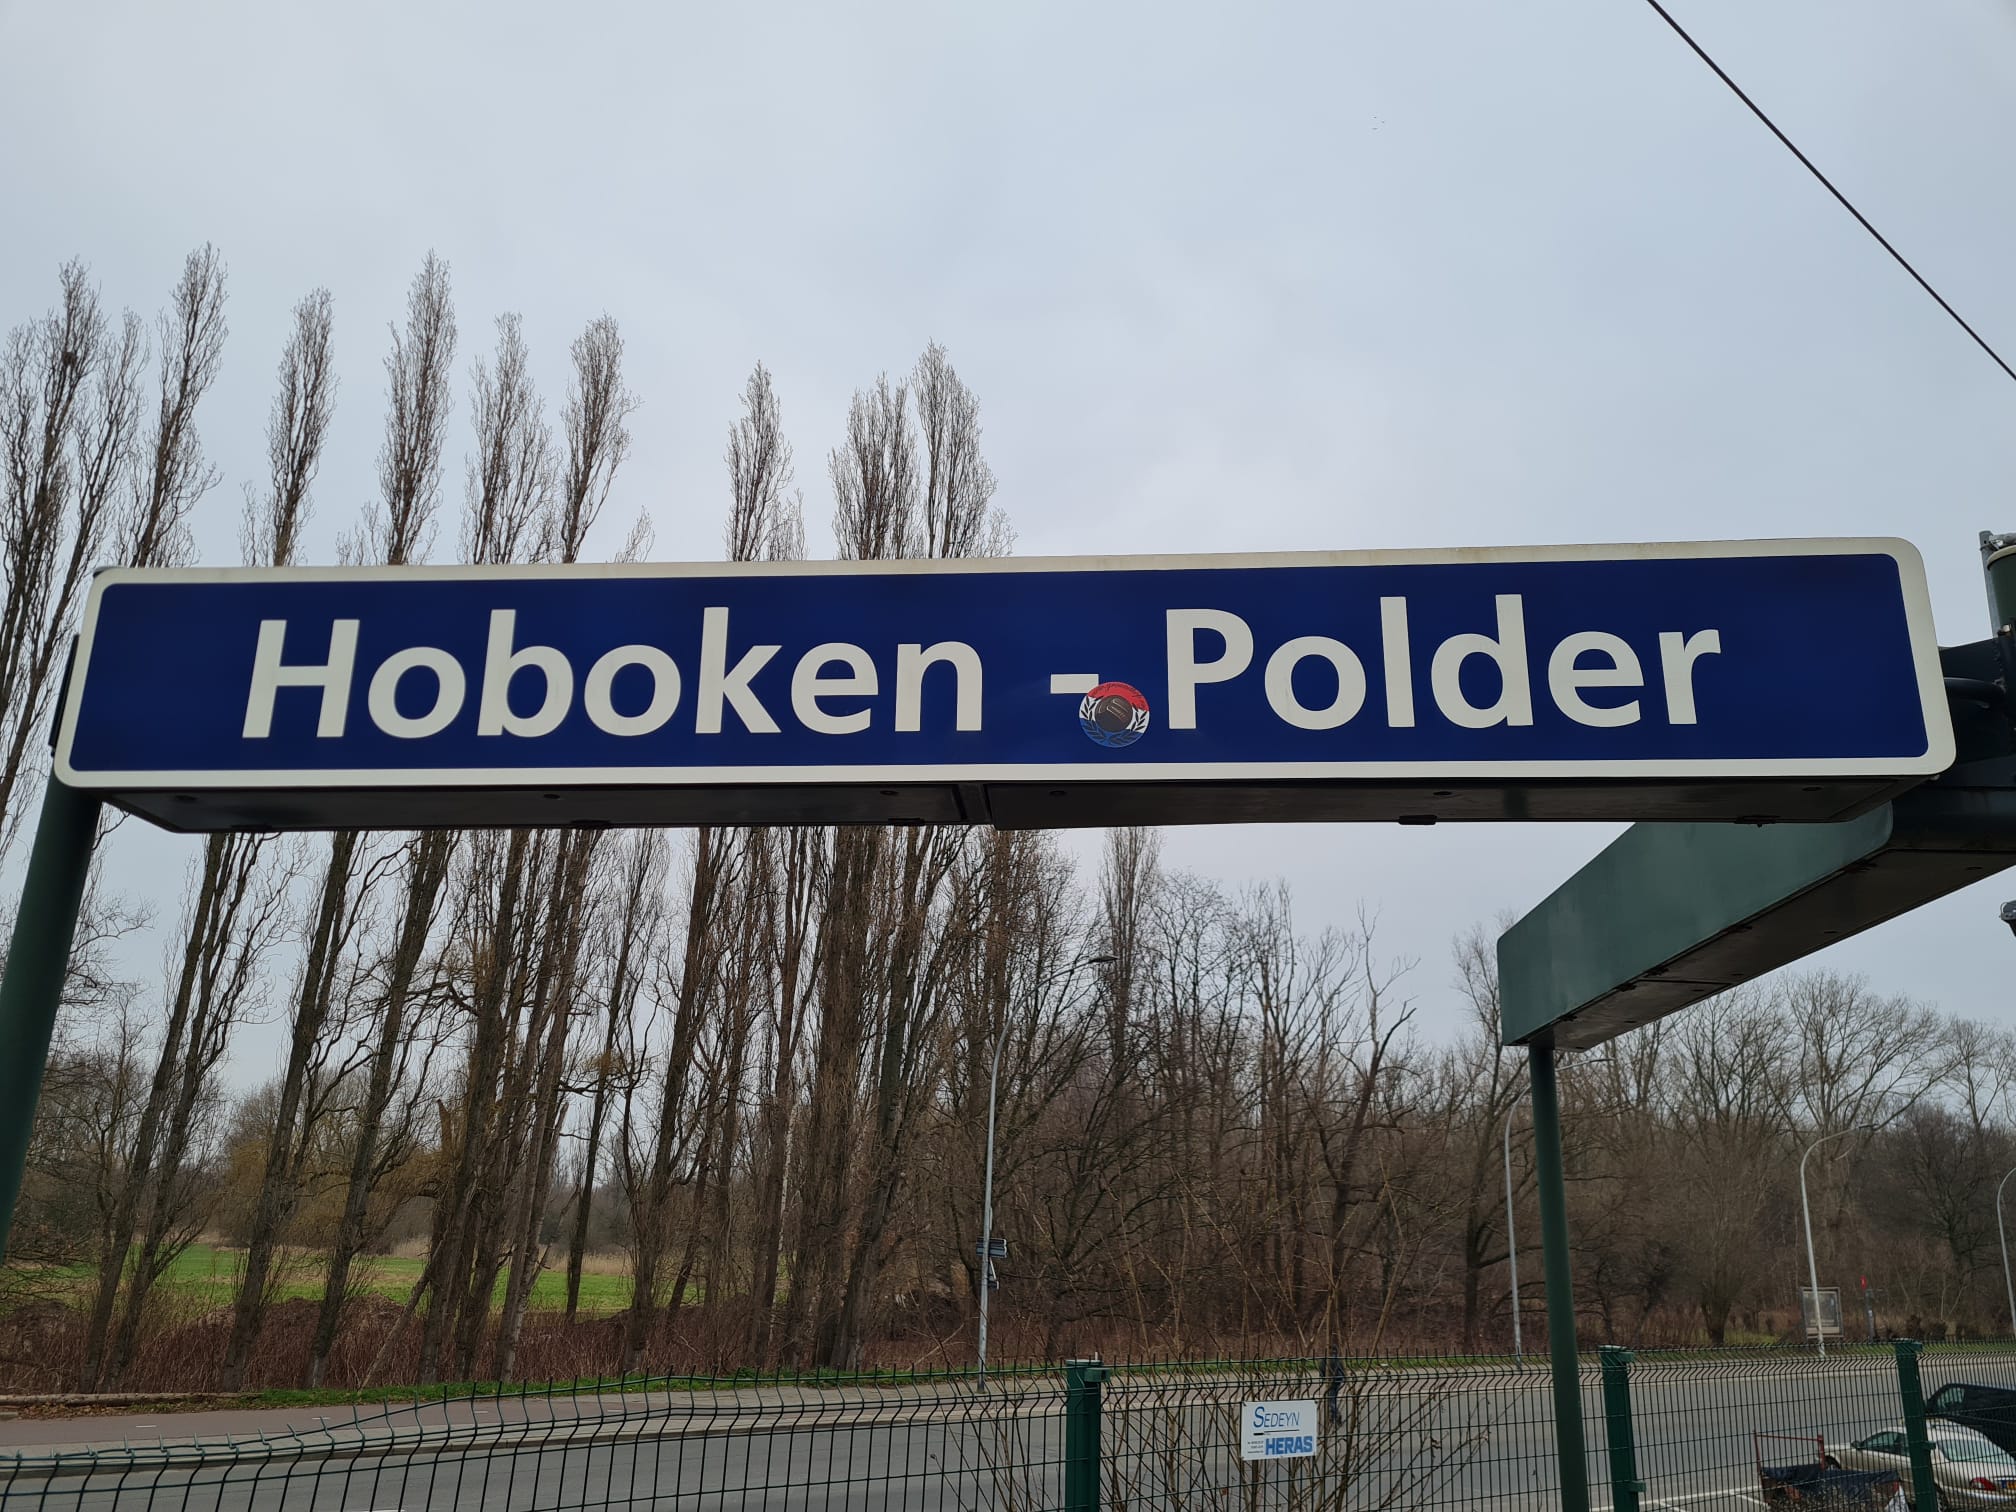 Hoboken - Polder
SEDEYN
HERAS